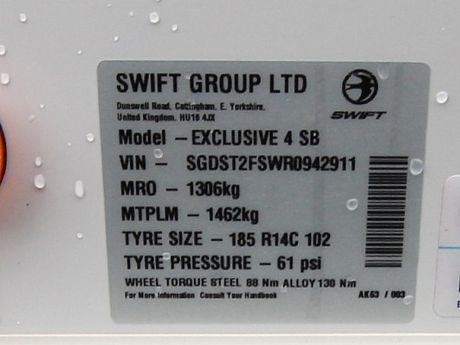 SWIFT GROUP LTD
Dunswell Road, Cottingham, E. Yorkshire,
United Kingdom. HU16 4JX
SWIFT
Model - EXCLUSIVE 4 SB
VIN - SGDST2FSWR0942911
MRO - 1306kg
MTPLM - 1462kg
TYRE SIZE - 185 R14C 102
TYRE PRESSURE - 61 psi
WHEEL TORQUE STEEL 88 Nm ALLOY 130 Nm
For More Information Consult Your Handbook
AK63 / 003